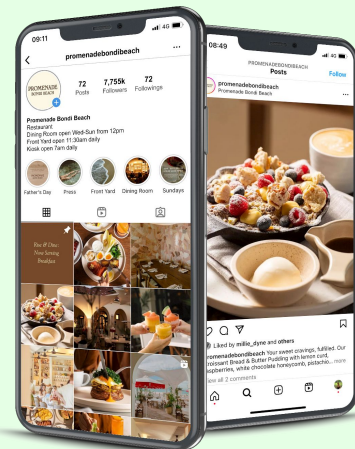 09:11
4G
promenadebondibeach
PROMENADE
BONDI BEACH
72
7,755k
72
Posts
Followers
Followings
Promenade Bondi Beach
Restaurant
Dining Room open Wed-Sun from 12pm
Front Yard open 11:30am daily
Kiosk open 7am daily
Father's Day
Press
Front Yard
Dining Room
Sundays
Rise & Dine:
Now Serving
Breakfast
08:49
4G
PROMENADEBONDIBEACH
Posts
Follow
promenadebondibeach
Promenade Bondi Beach
Liked by millie_dyne and others
promenadebondibeach Your sweet cravings, fulfilled. Our
Croissant Bread & Butter Pudding with lemon curd,
raspberries, white chocolate honeycomb, pistachio... more
View all 2 comments